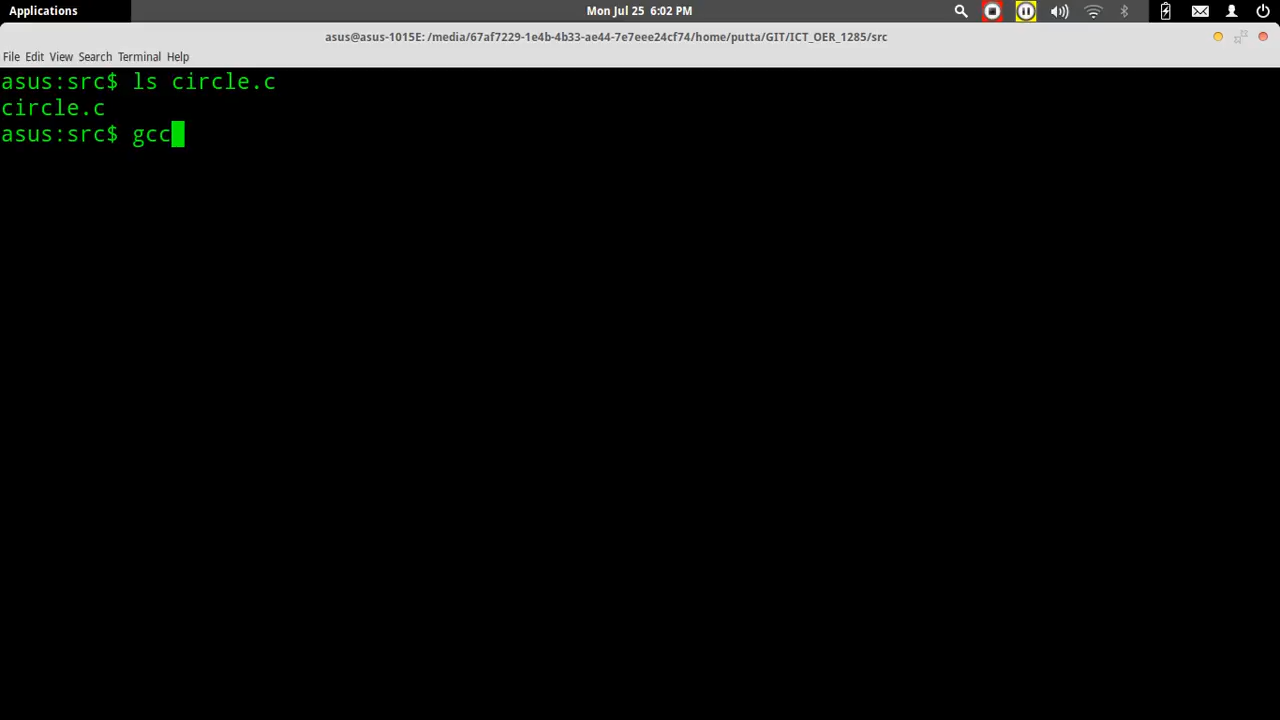 Applications
Mon Jul 25 6:02 PM
asus@asus-1015E: /media/67af7229-1e4b-4b33-ae44-7e7eee24cf74/home/putta/GIT/ICT_OER_1285/src
File Edit View Search Terminal Help
asus:src$ ls circle.c
circle.c
asus:src$ gcc